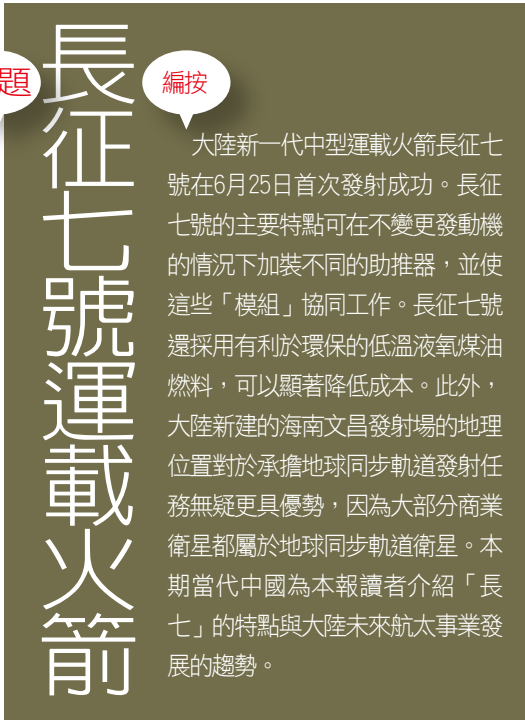 題
長征七號運載火箭
編按
大陸新一代中型運載火箭長征七
號在6月25日首次發射成功。長征
七號的主要特點可在不變更發動機
的情況下加裝不同的助推器，並使
這些「模組」協同工作。長征七號
還採用有利於環保的低溫液氧煤油
燃料，可以顯著降低成本。此外，
大陸新建的海南文昌發射場的地理
位置對於承擔地球同步軌道發射任
務無疑更具優勢，因為大部分商業
衛星都屬於地球同步軌道衛星。本
期當代中國為本報讀者介紹「長
七」的特點與大陸未來航太事業發
展的趨勢。